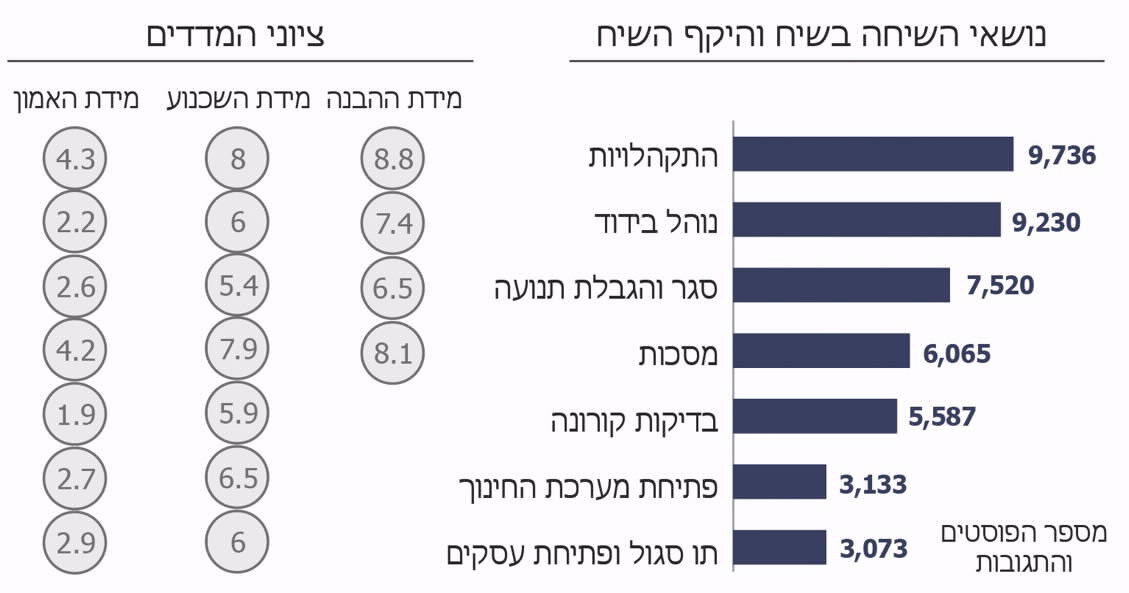 נושאי השיחה בשיח והיקף השיח
התקהלויות 9,736
נוהל בידוד 9,230
סגר והגבלת תנועה 7,520
מסכות 6,065
בדיקות קורונה 5,587
פתיחת מערכת החינוך 3,133
תו סגול ופתיחת עסקים 3,073
מספר הפוסטים
והתגובות
ציוני המדדים
מידת ההבנה מידת השכנוע מידת האמון
8.8 8 4.3
7.4 6 2.2
6.5 5.4 2.6
8.1 7.9 4.2
5.9 1.9
6.5 2.7
6 2.9